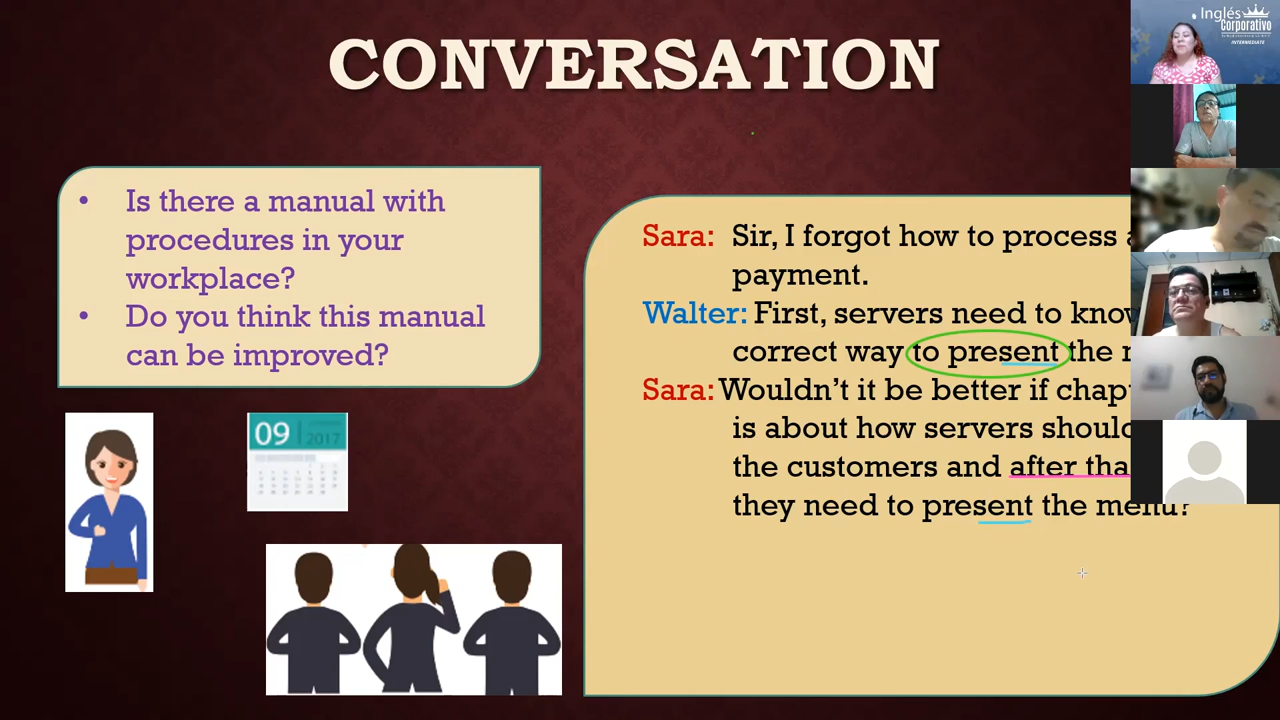 CONVERSATION
• Is there a manual with
procedures in your
workplace?
• Do you think this manual
can be improved?
09 2017
Sara: Sir, I forgot how to process
payment.
Walter: First, servers need to know
correct way to present the
Sara: Wouldn't it be better if
is about how servers should
the customers and after
they need to present the menu?
Inglés
Corporativo
INTERMEDIATE